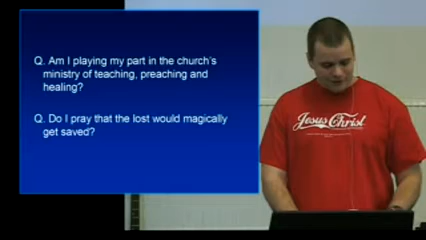 Q. Am I playing my part in the church's
ministry of teaching, preaching and
healing?
Q. Do I pray that the lost would magically
get saved?
Jesus Christ